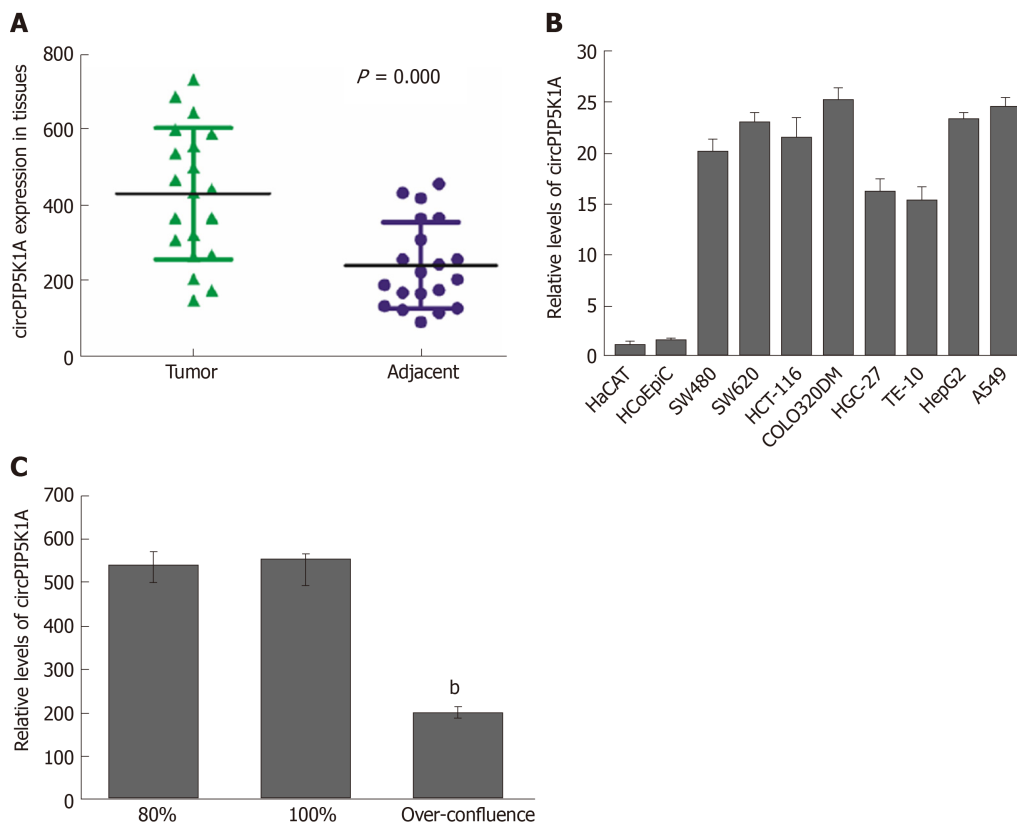 A
circPIP5K1A expression in tissues
800
600
400
200
0
P = 0.000
Tumor
Adjacent
B
Relative levels of circPIP5K1A
30
25
20
15
10
5
0
HaCAT
HCoEpiC
SW480
SW620
HCT-116
COLO320DM
HGC-27
TE-10
HepG2
A549
C
Relative levels of circPIP5K1A
700
600
500
400
300
200
100
0
b
80%
100%
Over-confluence